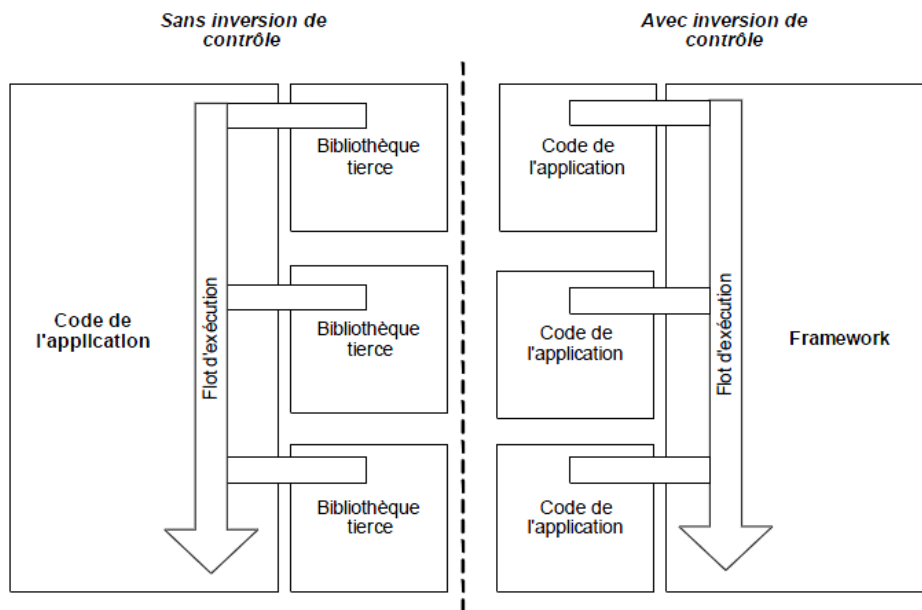 Sans inversion de
contrôle
Code de
l'application
Flot d'exécution
Bibliothèque
tierce
Bibliothèque
tierce
Bibliothèque
tierce
Avec inversion de
contrôle
Code de
l'application
Code de
l'application
Code de
l'application
Flot d'exécution
Framework